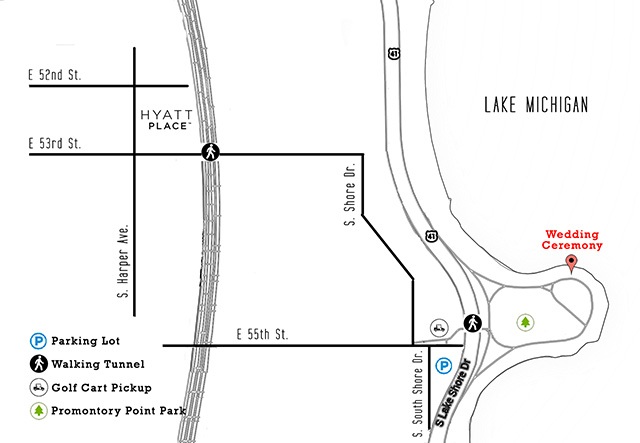 41
E 52nd St.
LAKE MICHIGAN
HYATT
PLACE™
E 53rd St.
S. Shore Dr.
S. Harper Ave.
41
Wedding
Ceremony
E 55th St.
P Parking Lot
Walking Tunnel
Golf Cart Pickup
Promontory Point Park
S. South Shore Dr.
P
S Lake Shore Dr